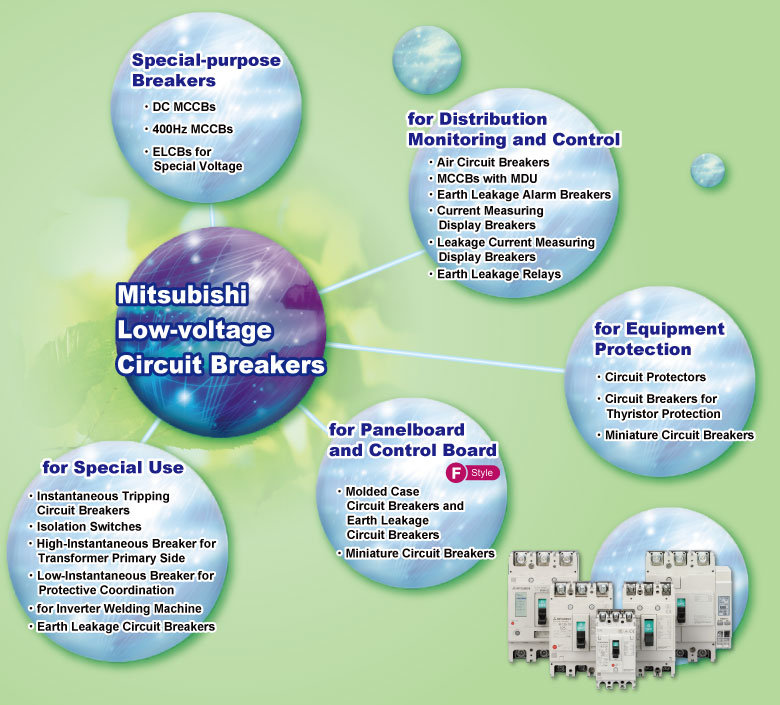 Special-purpose
Breakers
・DC MCCBs
・400Hz MCCBs
・ELCBs for
Special Voltage
for Distribution
Monitoring and Control
・Air Circuit Breakers
・MCCBs with MDU
・Earth Leakage Alarm Breakers
・Current Measuring
Display Breakers
・Leakage Current Measuring
Display Breakers
・Earth Leakage Relays
Mitsubishi
Low-voltage
Circuit Breakers
for Equipment
Protection
・Circuit Protectors
・Circuit Breakers for
Thyristor Protection
・Miniature Circuit Breakers
for Panelboard
and Control Board
F Style
・Molded Case
Circuit Breakers and
Earth Leakage
Circuit Breakers
・Miniature Circuit Breakers
for Special Use
・Instantaneous Tripping
Circuit Breakers
・Isolation Switches
・High-Instantaneous Breaker for
Transformer Primary Side
・Low-Instantaneous Breaker for
Protective Coordination
・for Inverter Welding Machine
・Earth Leakage Circuit Breakers